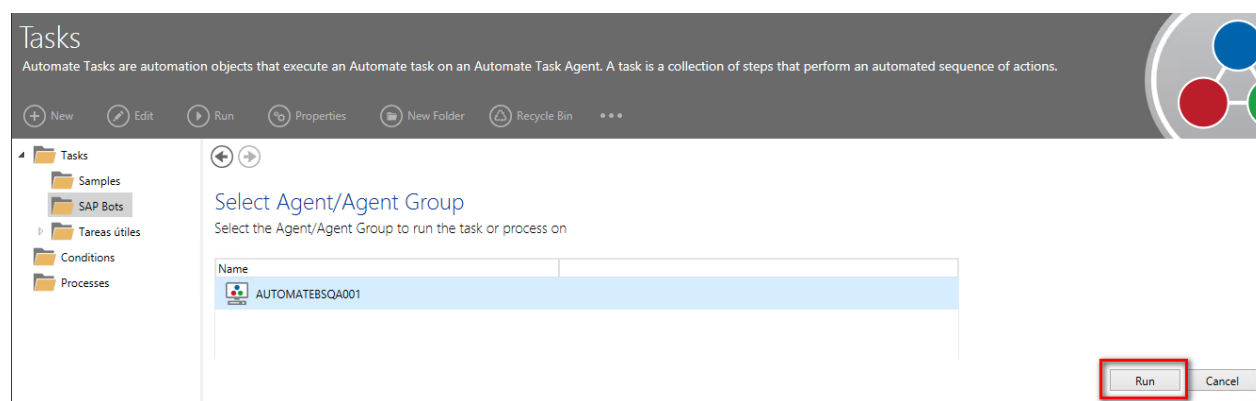 Tasks
Automate Tasks are automation objects that execute an Automate task on an Automate Task Agent. A task is a collection of steps that perform an automated sequence of actions.
New Edit Run Properties New Folder Recycle Bin
Tasks
Samples
SAP Bots
Tareas útiles
Conditions
Processes
Select Agent/Agent Group
Select the Agent/Agent Group to run the task or process on
Name
AUTOMATEBSQA001
Run Cancel